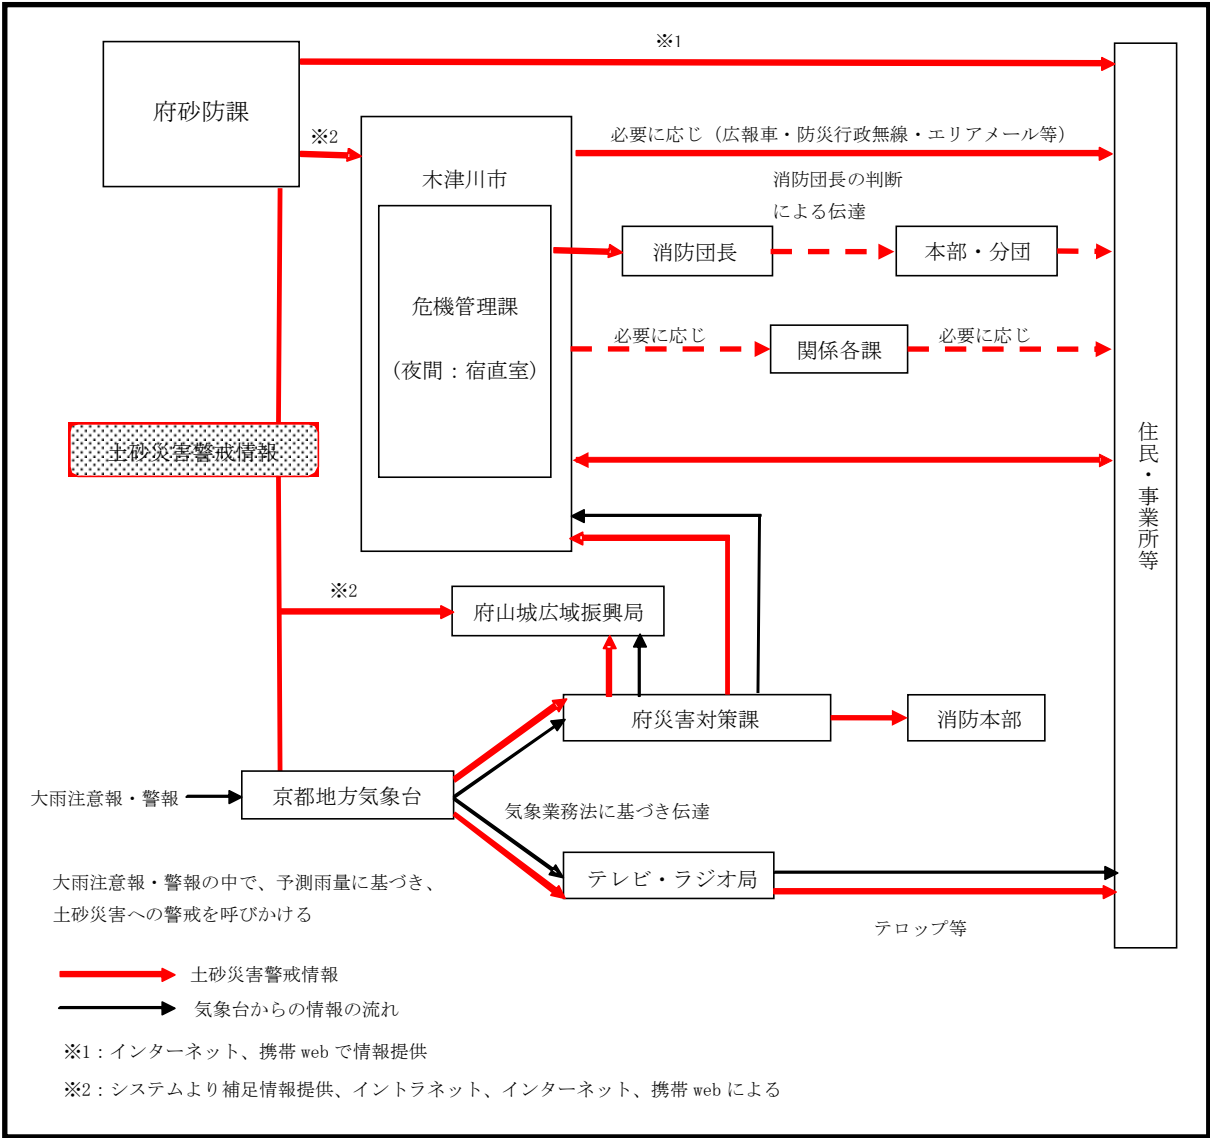 ※1
府砂防課
※2
必要に応じ（広報車・防災行政無線・エリアメール等）
木津川市
消防団長の判断
による伝達
消防団長
本部・分団
危機管理課
(夜間：宿直室)
必要に応じ
関係各課
必要に応じ
土砂災害警戒情報
住民・事業所等
※2
府山城広域振興局
府災害対策課
消防本部
大雨注意報・警報
京都地方気象台
気象業務法に基づき伝達
テレビ・ラジオ局
大雨注意報・警報の中で、予測雨量に基づき、
土砂災害への警戒を呼びかける
テロップ等
土砂災害警戒情報
気象台からの情報の流れ
※1：インターネット、携帯 web で情報提供
※2：システムより補足情報提供、イントラネット、インターネット、携帯 web による